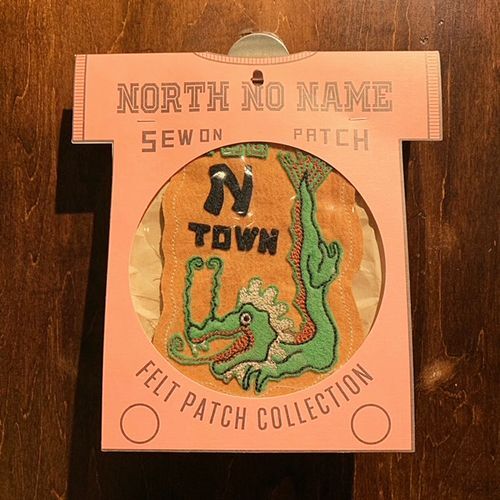 NORTH NO NAME
SEW ON PATCH
N
TOWN
FELT PATCH COLLECTION